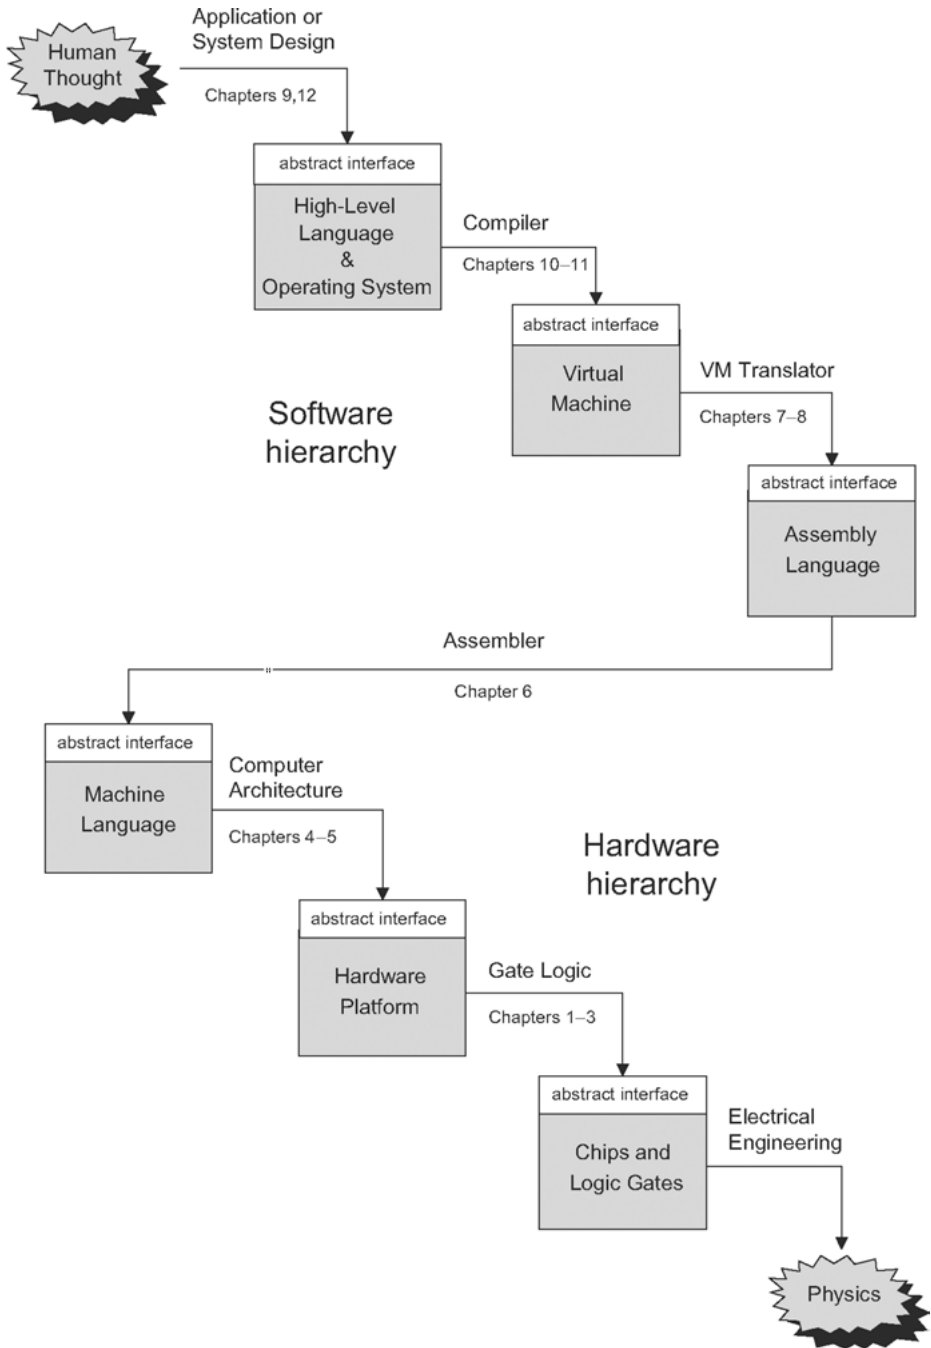 Application or
System Design
Human
Thought
Chapters 9,12
abstract interface
High-Level
Language
&
Operating System
Compiler
Chapters 10–11
abstract interface
Virtual
Machine
VM Translator
Chapters 7–8
Software
hierarchy
abstract interface
Assembly
Language
Assembler
Chapter 6
abstract interface
Machine
Language
Computer
Architecture
Chapters 4–5
Hardware
hierarchy
abstract interface
Hardware
Platform
Gate Logic
Chapters 1–3
abstract interface
Chips and
Logic Gates
Electrical
Engineering
Physics